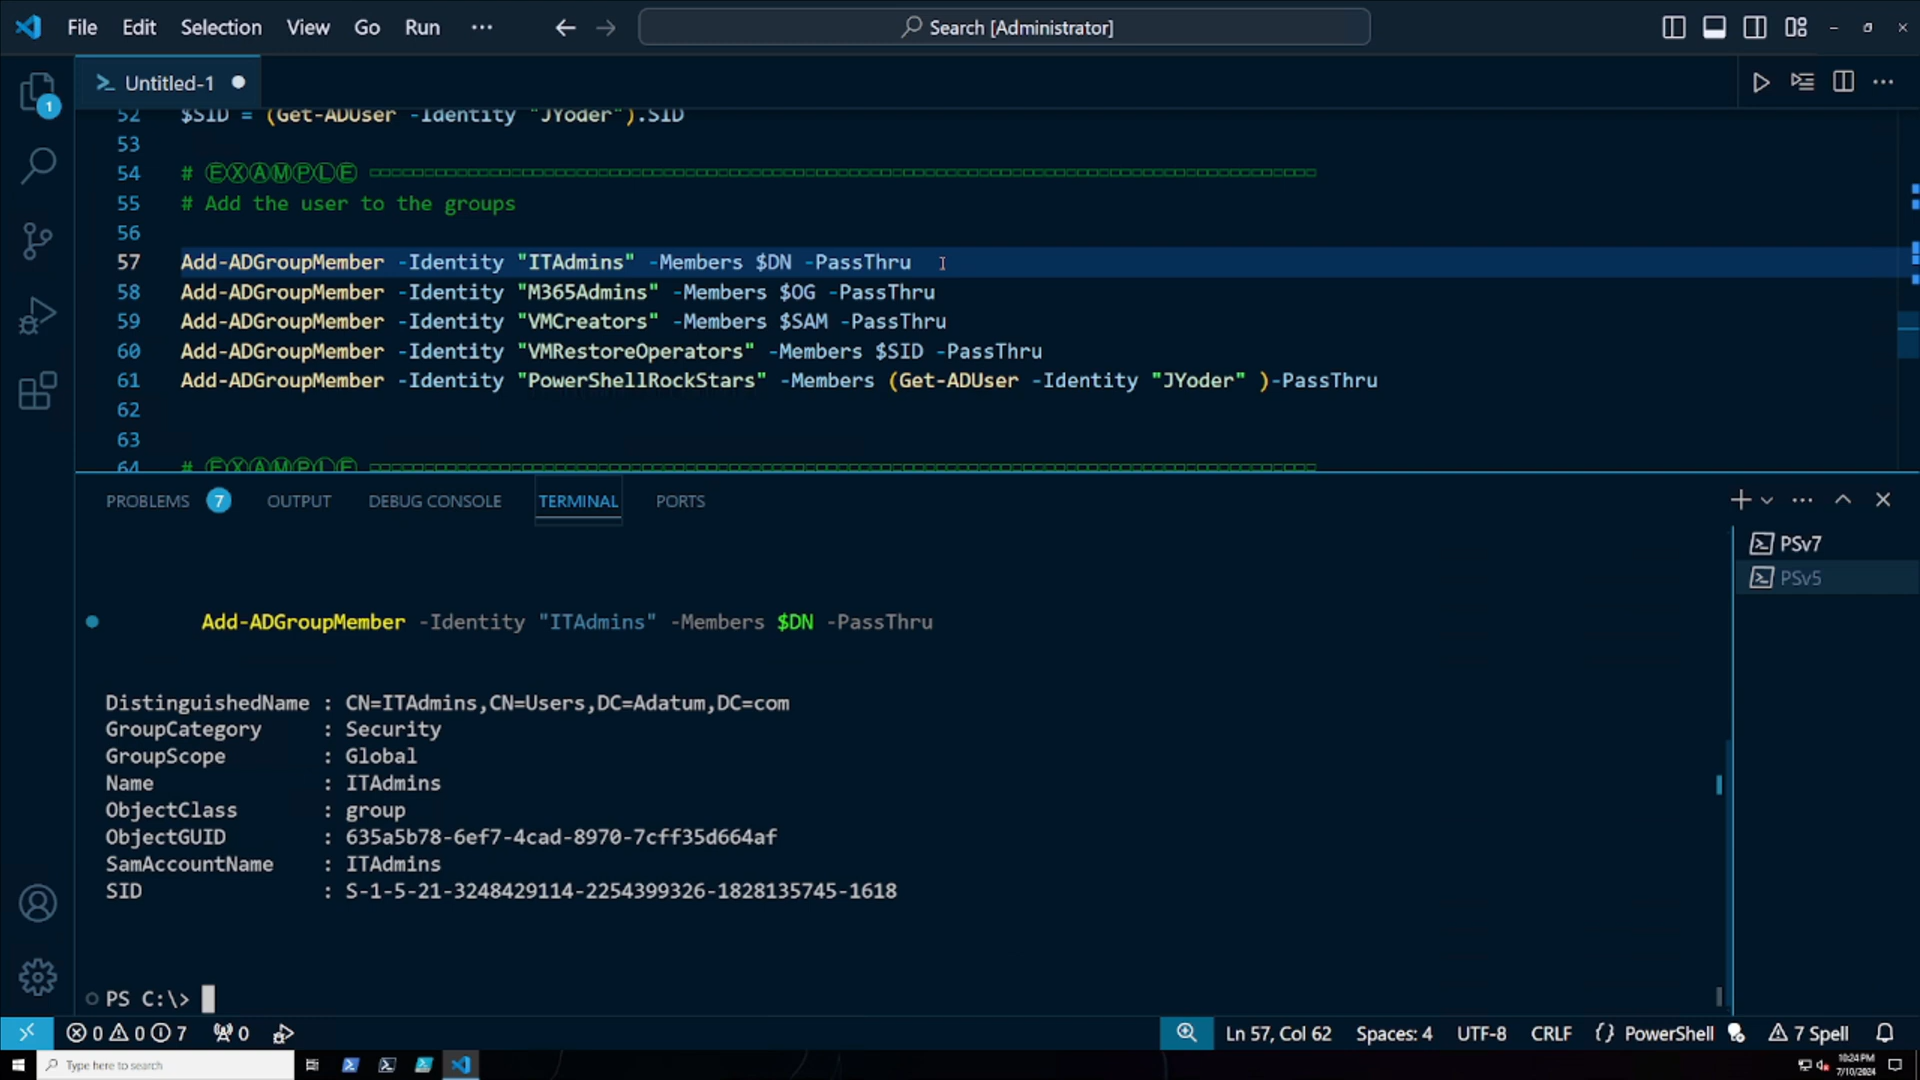 File Edit Selection View Go Run ···
Search [Administrator]
Untitled-1
52 $SID = (Get-ADUser -Identity "JYoder").SID
53
54 # ⒺⓍⒶⓂⓅⓁⒺ
55 # Add the user to the groups
56
57 Add-ADGroupMember -Identity "ITAdmins" -Members $DN -PassThru
58 Add-ADGroupMember -Identity "M365Admins" -Members $OG -PassThru
59 Add-ADGroupMember -Identity "VMCreators" -Members $SAM -PassThru
60 Add-ADGroupMember -Identity "VMRestoreOperators" -Members $SID -PassThru
61 Add-ADGroupMember -Identity "PowerShellRockStars" -Members (Get-ADUser -Identity "JYoder" )-PassThru
62
63
64 # ⒺⓍⒶⓂⓅⓁⒺ
PROBLEMS 7 OUTPUT DEBUG CONSOLE TERMINAL PORTS
PSv7
PSv5
Add-ADGroupMember -Identity "ITAdmins" -Members $DN -PassThru
DistinguishedName : CN=ITAdmins,CN=Users,DC=Adatum,DC=com
GroupCategory : Security
GroupScope : Global
Name : ITAdmins
ObjectClass : group
ObjectGUID : 635a5b78-6ef7-4cad-8970-7cff35d664af
SamAccountName : ITAdmins
SID : S-1-5-21-3248429114-2254399326-1828135745-1618
PS C:\>
0 0 7 0 Ln 57, Col 62 Spaces: 4 UTF-8 CRLF {} PowerShell 7 Spell
Type here to search
10:24 PM
7/10/2024
1